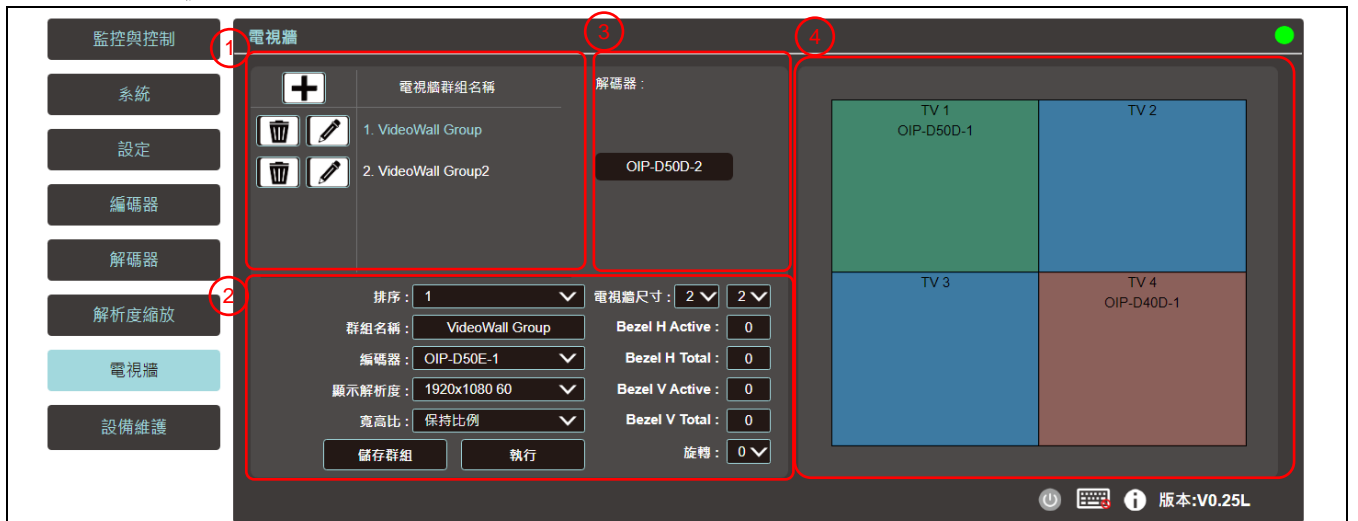 監控與控制
系統
設定
編碼器
解碼器
解析度縮放
電視牆
設備維護
1
電視牆
3
4
電視牆群組名稱
1. VideoWall Group
2. VideoWall Group2
解碼器 :
OIP-D50D-2
2
排序 : 1
群組名稱 : VideoWall Group
編碼器 : OIP-D50E-1
顯示解析度 : 1920x1080 60
寬高比 : 保持比例
儲存群組 執行
電視牆尺寸 : 2 2
Bezel H Active : 0
Bezel H Total : 0
Bezel V Active : 0
Bezel V Total : 0
旋轉 : 0
TV 1
OIP-D50D-1
TV 2
TV 3
TV 4
OIP-D40D-1
版本:V0.25L